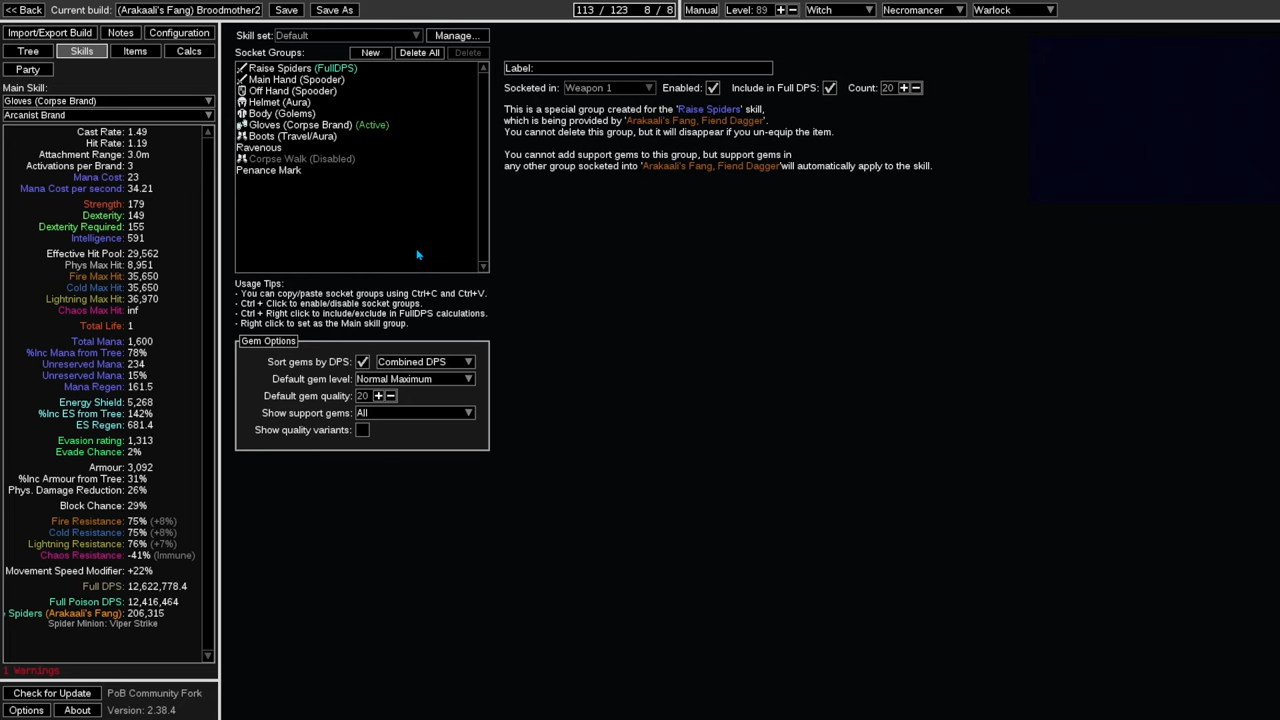 << Back
Current build: (Arakaali's Fang) Broodmother2
Save
Save As
113 / 123 8 / 8
Manual
Level: 89 + −
Witch
Necromancer
Warlock
Import/Export Build
Notes
Configuration
Tree
Skills
Items
Calcs
Party
Main Skill:
Gloves (Corpse Brand)
Arcanist Brand
Cast Rate: 1.49
Hit Rate: 1.19
Attachment Range: 3.0m
Activations per Brand: 3
Mana Cost: 23
Mana Cost per second: 34.21
Strength: 179
Dexterity: 149
Dexterity Required: 155
Intelligence: 591
Effective Hit Pool: 29,562
Phys Max Hit: 8,951
Fire Max Hit: 35,650
Cold Max Hit: 35,650
Lightning Max Hit: 36,970
Chaos Max Hit: inf
Total Life: 1
Total Mana: 1,600
%Inc Mana from Tree: 78%
Unreserved Mana: 234
Unreserved Mana: 15%
Mana Regen: 161.5
Energy Shield: 5,268
%Inc ES from Tree: 142%
ES Regen: 681.4
Evasion rating: 1,313
Evade Chance: 2%
Armour: 3,092
%Inc Armour from Tree: 31%
Phys. Damage Reduction: 26%
Block Chance: 29%
Fire Resistance: 75% (+8%)
Cold Resistance: 75% (+8%)
Lightning Resistance: 76% (+7%)
Chaos Resistance: -41% (Immune)
Movement Speed Modifier: +22%
Full DPS: 12,622,778.4
Full Poison DPS: 12,416,464
Spiders (Arakaali's Fang): 206,315
Spider Minion: Viper Strike
1 Warnings
Check for Update
PoB Community Fork
Options
About
Version: 2.38.4
Skill set: Default
Manage...
Socket Groups:
New
Delete All
Delete
Raise Spiders (FullDPS)
Main Hand (Spooder)
Off Hand (Spooder)
Helmet (Aura)
Body (Golems)
Gloves (Corpse Brand) (Active)
Boots (Travel/Aura)
Ravenous
Corpse Walk (Disabled)
Penance Mark
Usage Tips:
- You can copy/paste socket groups using Ctrl+C and Ctrl+V.
- Ctrl + Click to enable/disable socket groups.
- Ctrl + Right click to include/exclude in FullDPS calculations.
- Right click to set as the Main skill group.
Gem Options
Sort gems by DPS: Combined DPS
Default gem level: Normal Maximum
Default gem quality: 20 + −
Show support gems: All
Show quality variants:
Label:
Socketed in: Weapon 1
Enabled:
Include in Full DPS:
Count: 20 + −
This is a special group created for the 'Raise Spiders' skill,
which is being provided by 'Arakaali's Fang, Fiend Dagger'.
You cannot delete this group, but it will disappear if you un-equip the item.
You cannot add support gems to this group, but support gems in
any other group socketed into 'Arakaali's Fang, Fiend Dagger'will automatically apply to the skill.